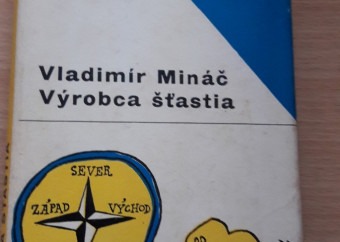 Vladimír Mináč
Výrobca šťastia
SEVER
ZÁPAD
VÝCHOD